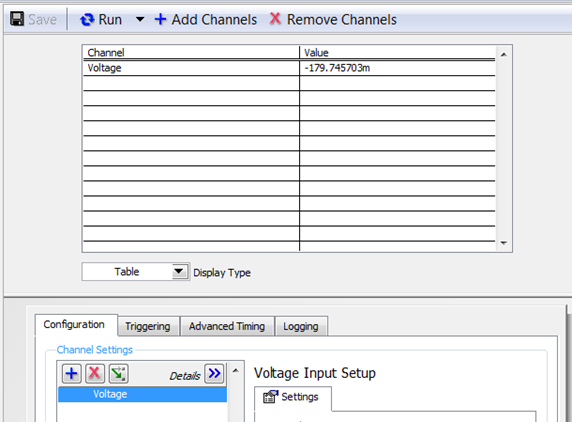 Save Run Add Channels Remove Channels
Channel Value
Voltage -179.745703m
Table Display Type
Configuration Triggering Advanced Timing Logging
Channel Settings
Details
Voltage Input Setup
Voltage
Settings